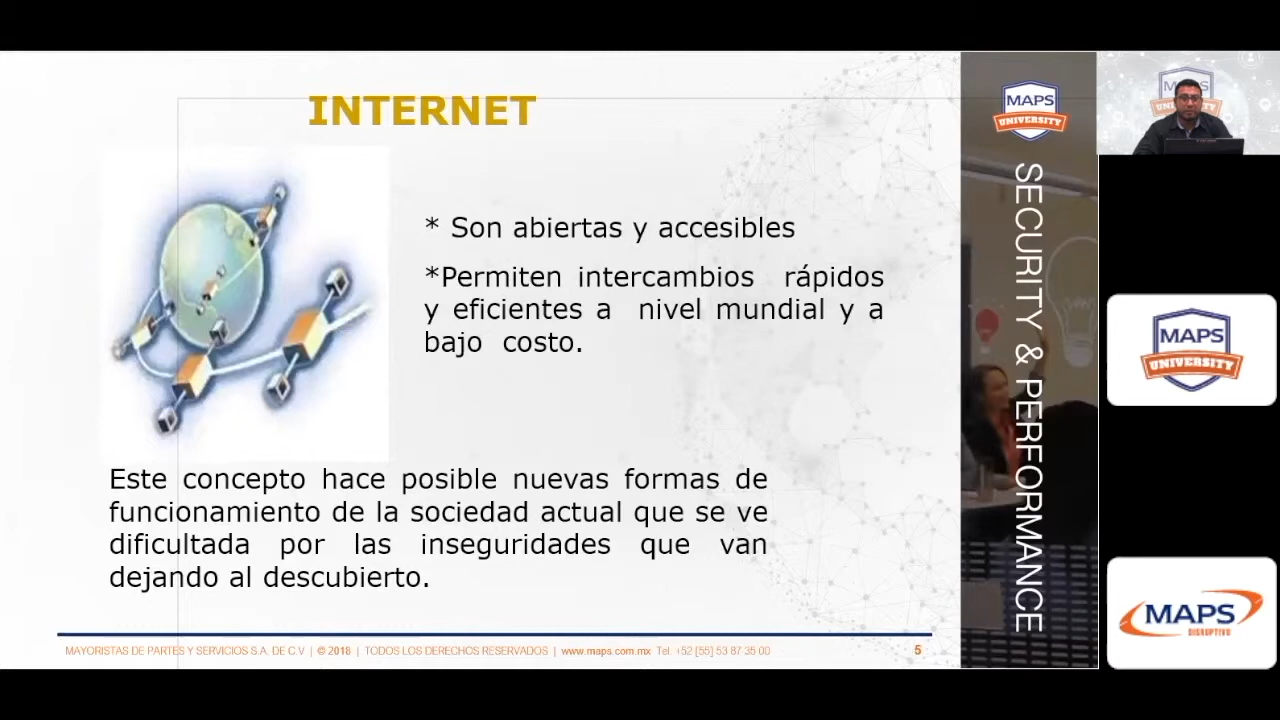 INTERNET
* Son abiertas y accesibles
*Permiten intercambios rápidos
y eficientes a nivel mundial y a
bajo costo.
Este concepto hace posible nuevas formas de
funcionamiento de la sociedad actual que se ve
dificultada por las inseguridades que van
dejando al descubierto.
MAYORISTAS DE PARTES Y SERVICIOS S.A. DE C.V. | @ 2018 | TODOS LOS DERECHOS RESERVADOS | www.maps.com.mx Tel. +52 [55] 53 87 35 00
5
MAPS
UNIVERSITY
SECURITY & PERFORMANCE
MAPS
UNIVERSITY
MAPS
UNIVERSITY
MAPS
DISRUPTIVO